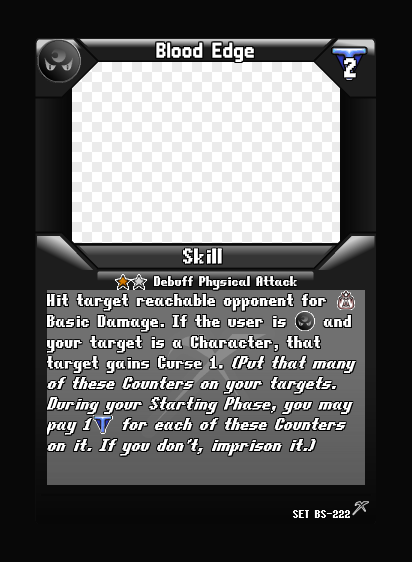 Blood Edge
2
Skill
Debuff Physical Attack
Hit target reachable opponent for
Basic Damage. If the user is and
your target is a Character, that
target gains Curse 1. (Put that many
of these Counters on your targets.
During your Starting Phase, you may
pay 1 for each of these Counters
on it. If you don't, imprison it.)
SET BS-222